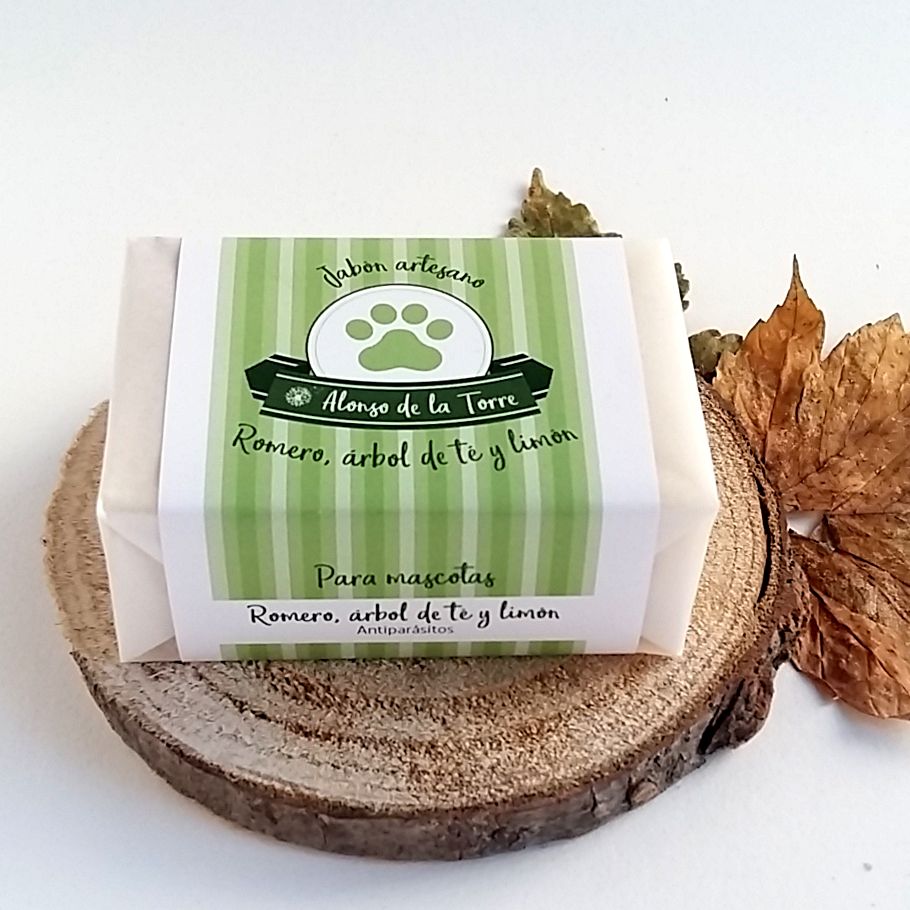 Jabón artesano
Alonso de la Torre
Romero, árbol de té y limón
Para mascotas
Romero, árbol de té y limón
Antiparásitos